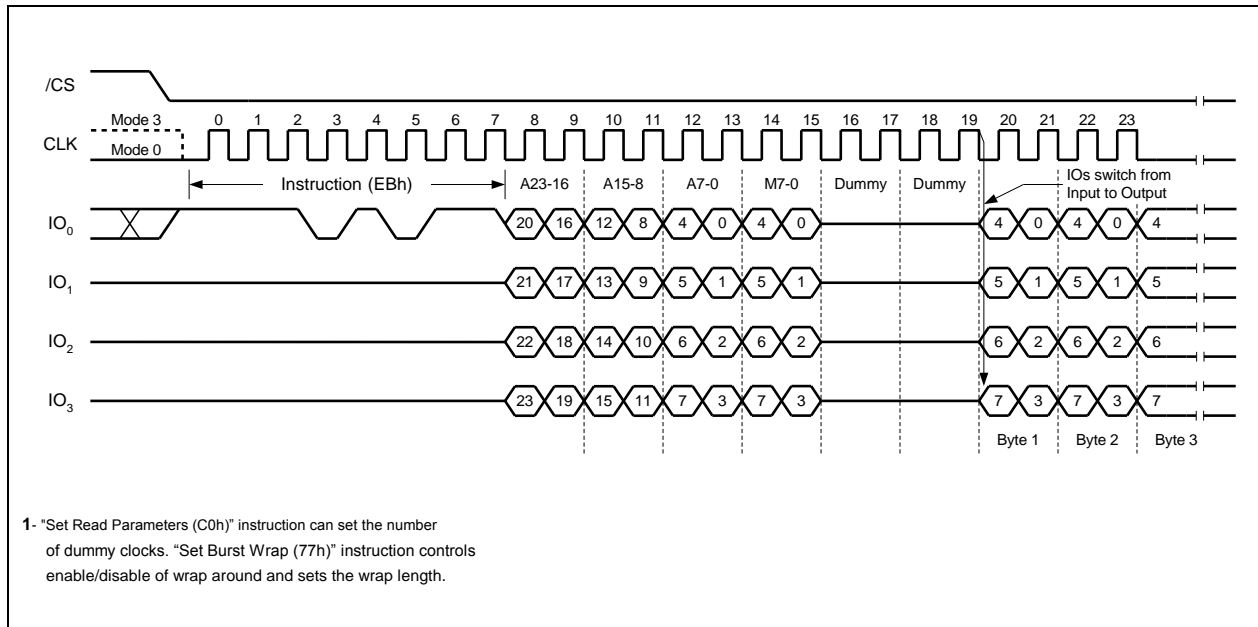 /CS
Mode 3 0 1 2 3 4 5 6 7 8 9 10 11 12 13 14 15 16 17 18 19 20 21 22 23
CLK
Mode 0
Instruction (EBh) A23-16 A15-8 A7-0 M7-0 Dummy Dummy IOs switch from
Input to Output
IO0 20 16 12 8 4 0 4 0 4 0 4 0 4
IO1 21 17 13 9 5 1 5 1 5 1 5 1 5
IO2 22 18 14 10 6 2 6 2 6 2 6 2 6
IO3 23 19 15 11 7 3 7 3 7 3 7 3 7
Byte 1 Byte 2 Byte 3
1- "Set Read Parameters (C0h)” instruction can set the number
of dummy clocks. “Set Burst Wrap (77h)” instruction controls
enable/disable of wrap around and sets the wrap length.